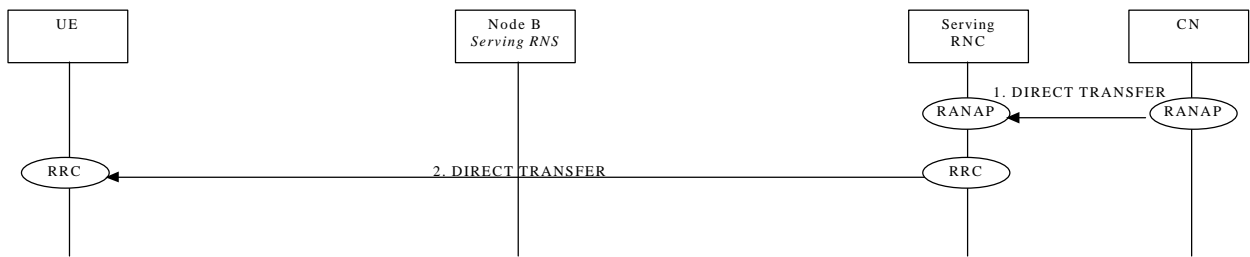 UE
Node B
Serving RNS
Serving
RNC
CN
1. DIRECT TRANSFER
RANAP
RANAP
RRC
2. DIRECT TRANSFER
RRC